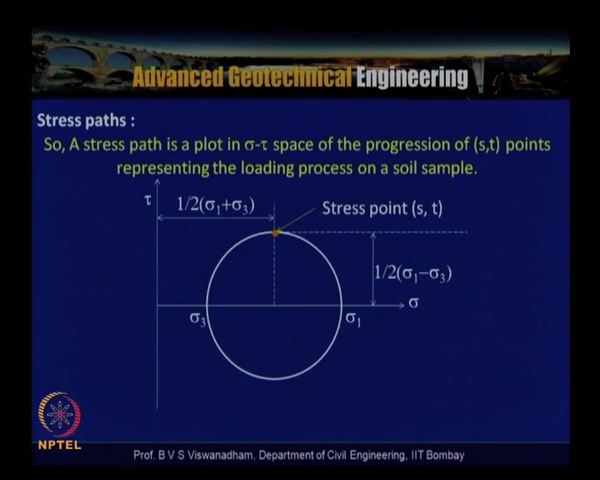 Advanced Geotechnical Engineering
Stress paths :
So, A stress path is a plot in σ-τ space of the progression of (s,t) points
representing the loading process on a soil sample.
τ
1/2(σ₁+σ₃)
Stress point (s, t)
1/2(σ₁−σ₃)
σ
σ₃
σ₁
NPTEL
Prof. B V S Viswanadham, Department of Civil Engineering, IIT Bombay